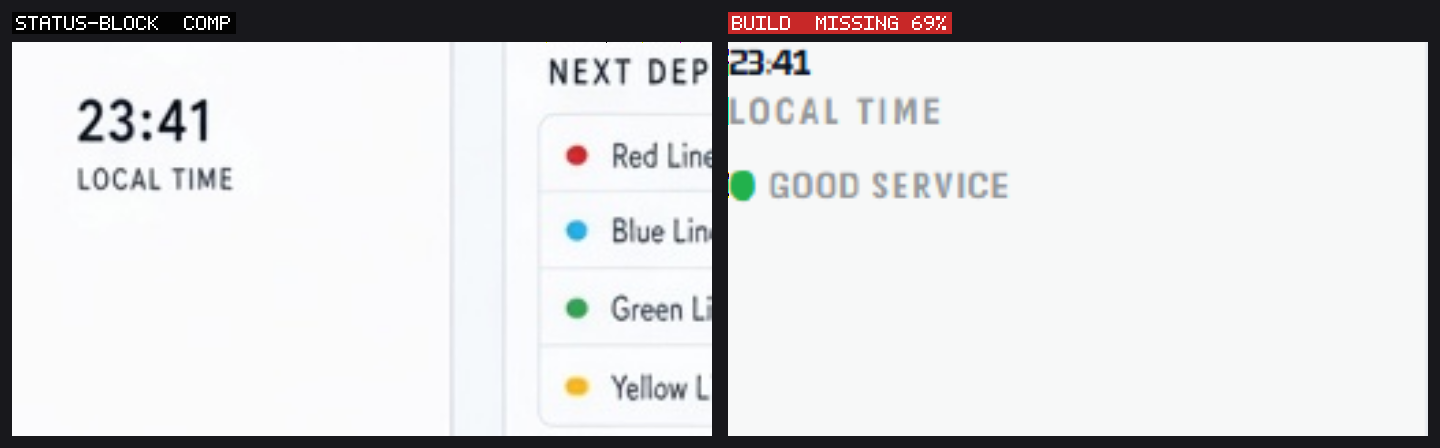 STATUS-BLOCK COMP
23:41
LOCAL TIME
NEXT DEP
Red Line
Blue Lin
Green Li
Yellow L
BUILD MISSING 69%
23:41
LOCAL TIME
GOOD SERVICE